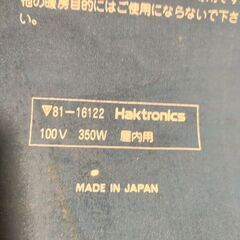 他の暖房目的にはご使用にならないで下さ
い。
▽81-16122 Haktronics
100V 350W 屋内用
MADE IN JAPAN